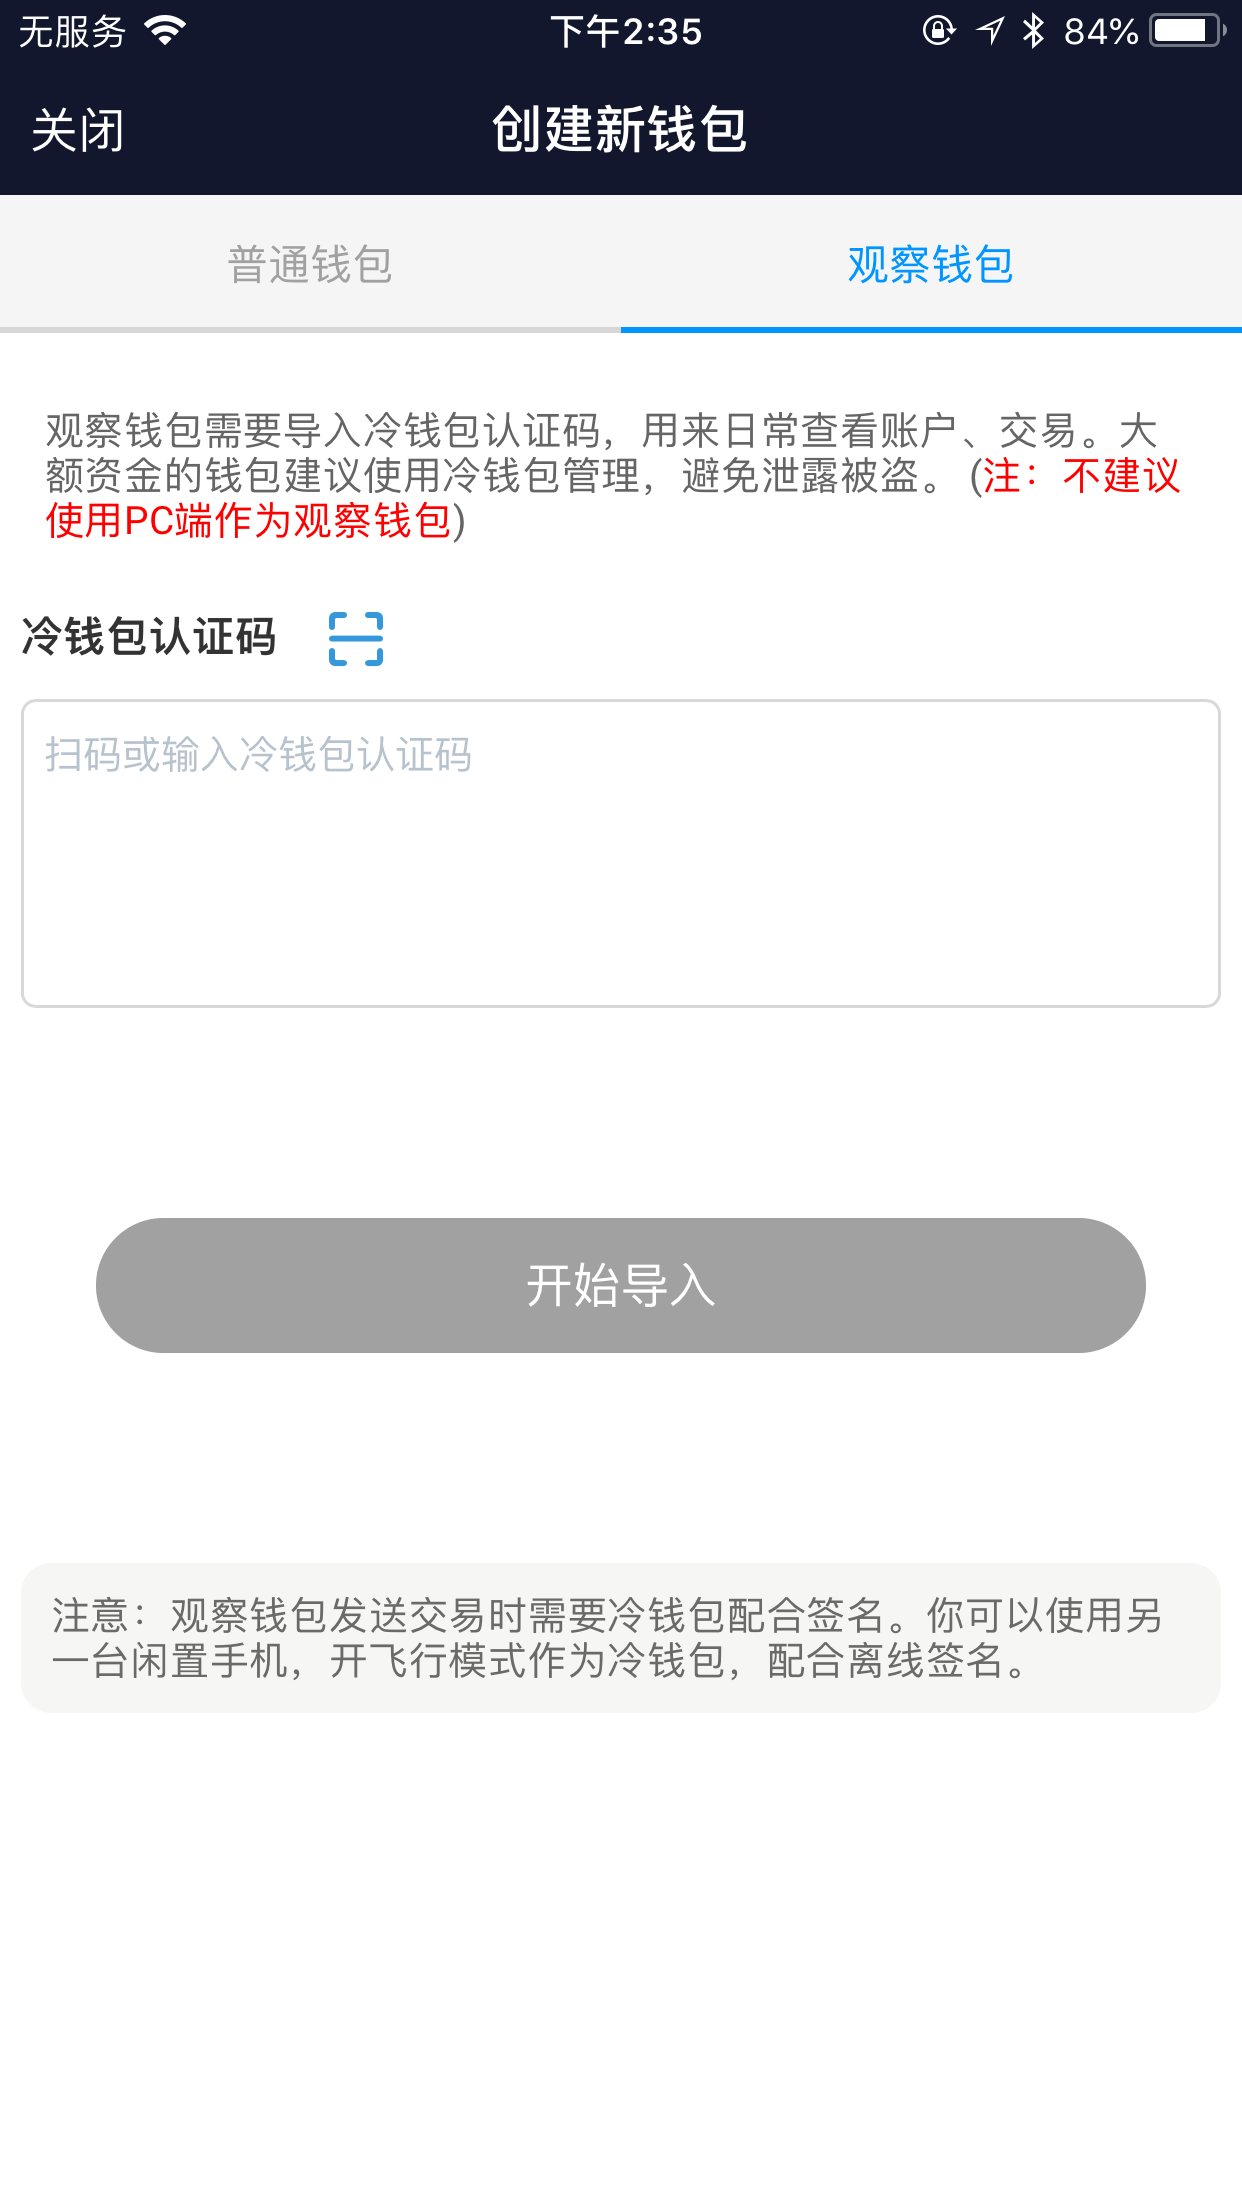 无服务 下午2:35 84%
关闭 创建新钱包
普通钱包 观察钱包
观察钱包需要导入冷钱包认证码，用来日常查看账户、交易。大
额资金的钱包建议使用冷钱包管理，避免泄露被盗。 (注：不建议
使用PC端作为观察钱包)
冷钱包认证码
扫码或输入冷钱包认证码
开始导入
注意：观察钱包发送交易时需要冷钱包配合签名。你可以使用另
一台闲置手机，开飞行模式作为冷钱包，配合离线签名。